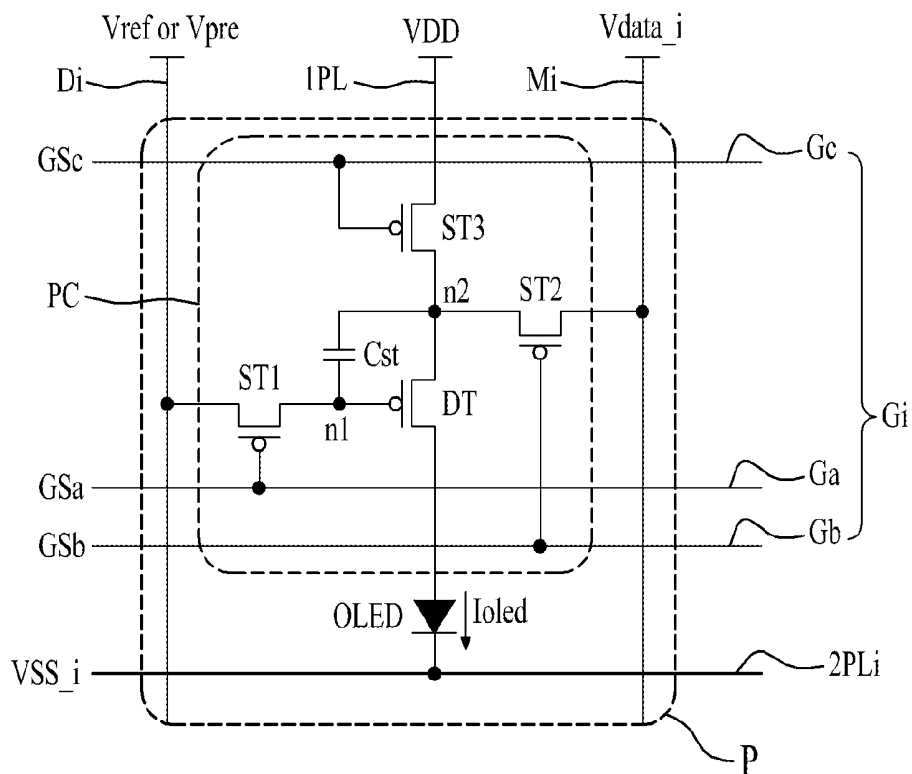 Vref or Vpre
VDD
Vdata_i
Di
1PL
Mi
GSc
Gc
ST3
PC
n2
ST2
Cst
ST1
DT
n1
Gi
GSa
Ga
GSb
Gb
OLED
Ioled
VSS_i
2PLi
P